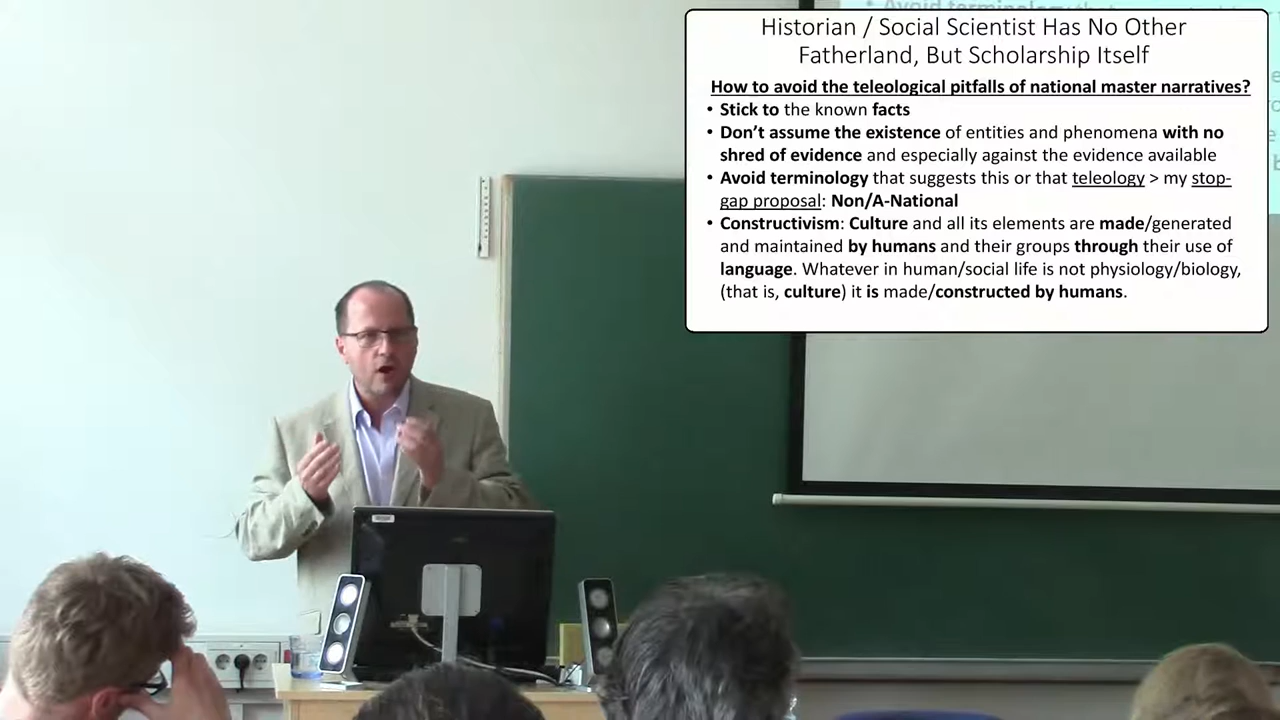 Historian / Social Scientist Has No Other
Fatherland, But Scholarship Itself
How to avoid the teleological pitfalls of national master narratives?
• Stick to the known facts
• Don’t assume the existence of entities and phenomena with no
shred of evidence and especially against the evidence available
• Avoid terminology that suggests this or that teleology > my stop-
gap proposal: Non/A-National
• Constructivism: Culture and all its elements are made/generated
and maintained by humans and their groups through their use of
language. Whatever in human/social life is not physiology/biology,
(that is, culture) it is made/constructed by humans.